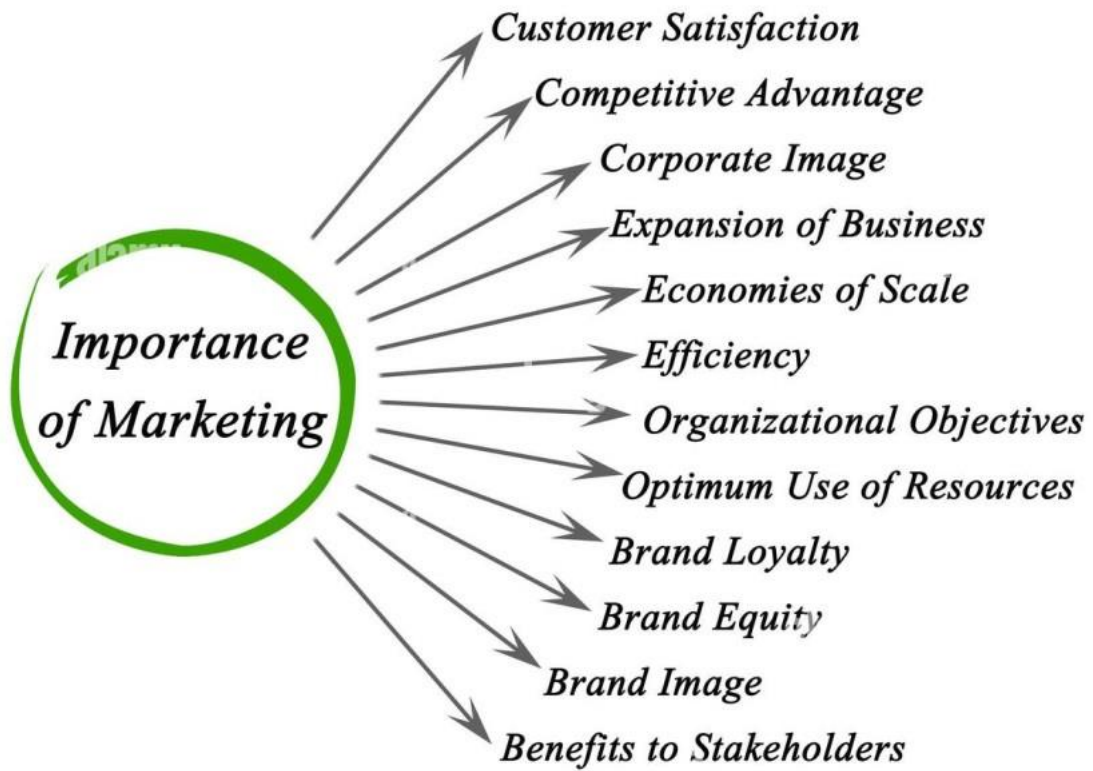 Customer Satisfaction
Competitive Advantage
Corporate Image
Expansion of Business
Economies of Scale
Efficiency
Importance
of Marketing
Organizational Objectives
Optimum Use of Resources
Brand Loyalty
Brand Equity
Brand Image
Benefits to Stakeholders